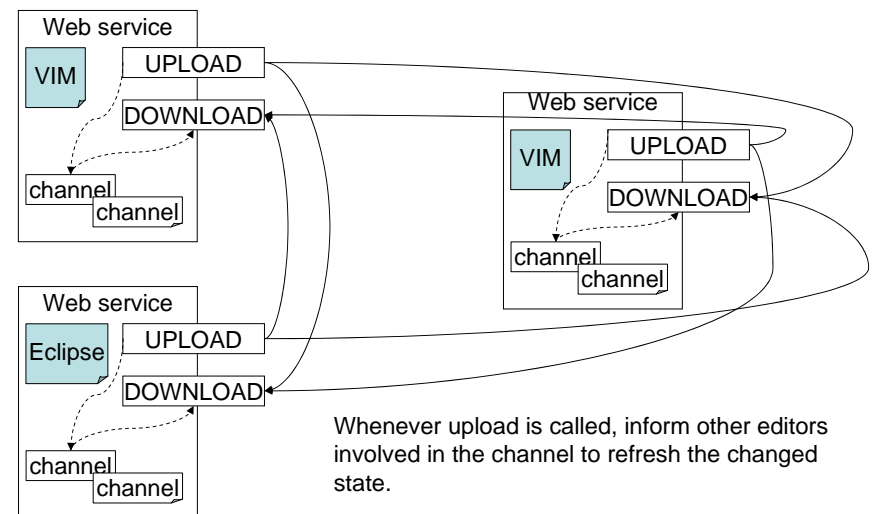 Web service
VIM
UPLOAD
DOWNLOAD
channel
channel
Web service
VIM
UPLOAD
DOWNLOAD
channel
channel
Web service
Eclipse
UPLOAD
DOWNLOAD
channel
channel
Whenever upload is called, inform other editors
involved in the channel to refresh the changed
state.